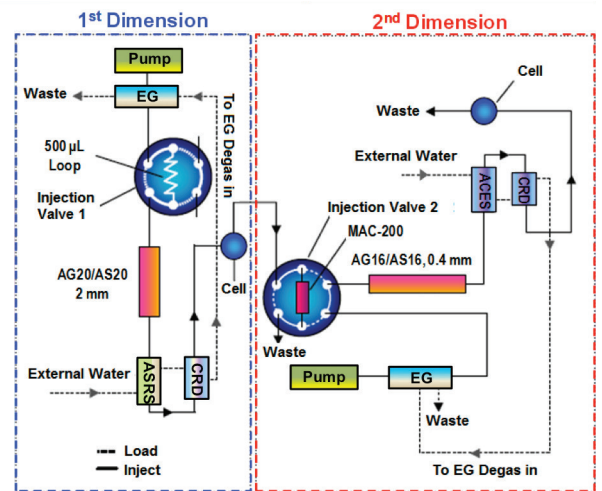 1st Dimension
Pump
Waste
EG
To EG Degas in
500 µL
Loop
Injection
Valve 1
AG20/AS20
2 mm
Cell
External Water
ASRS
CRD
Load
Inject
2nd Dimension
Cell
Waste
External Water
ACES
CRD
Injection Valve 2
MAC-200
AG16/AS16, 0.4 mm
Waste
Pump
EG
Waste
To EG Degas in